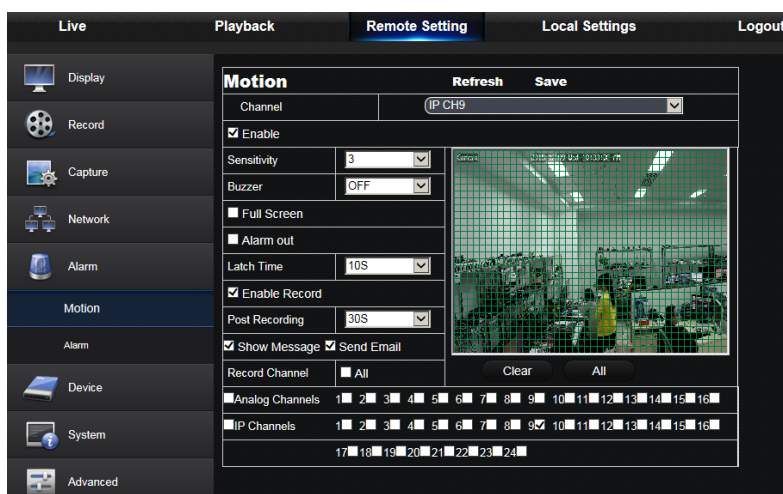 Live Playback Remote Setting Local Settings Logout
Display
Record
Capture
Network
Alarm
Motion
Alarm
Device
System
Advanced
Motion Refresh Save
Channel IP CH9
Enable
Sensitivity 3
Buzzer OFF
Full Screen
Alarm out
Latch Time 10S
Enable Record
Post Recording 30S
Show Message Send Email
Record Channel All
Camera
Clear All
Analog Channels 1 2 3 4 5 6 7 8 9 10 11 12 13 14 15 16
IP Channels 1 2 3 4 5 6 7 8 9 10 11 12 13 14 15 16
17 18 19 20 21 22 23 24